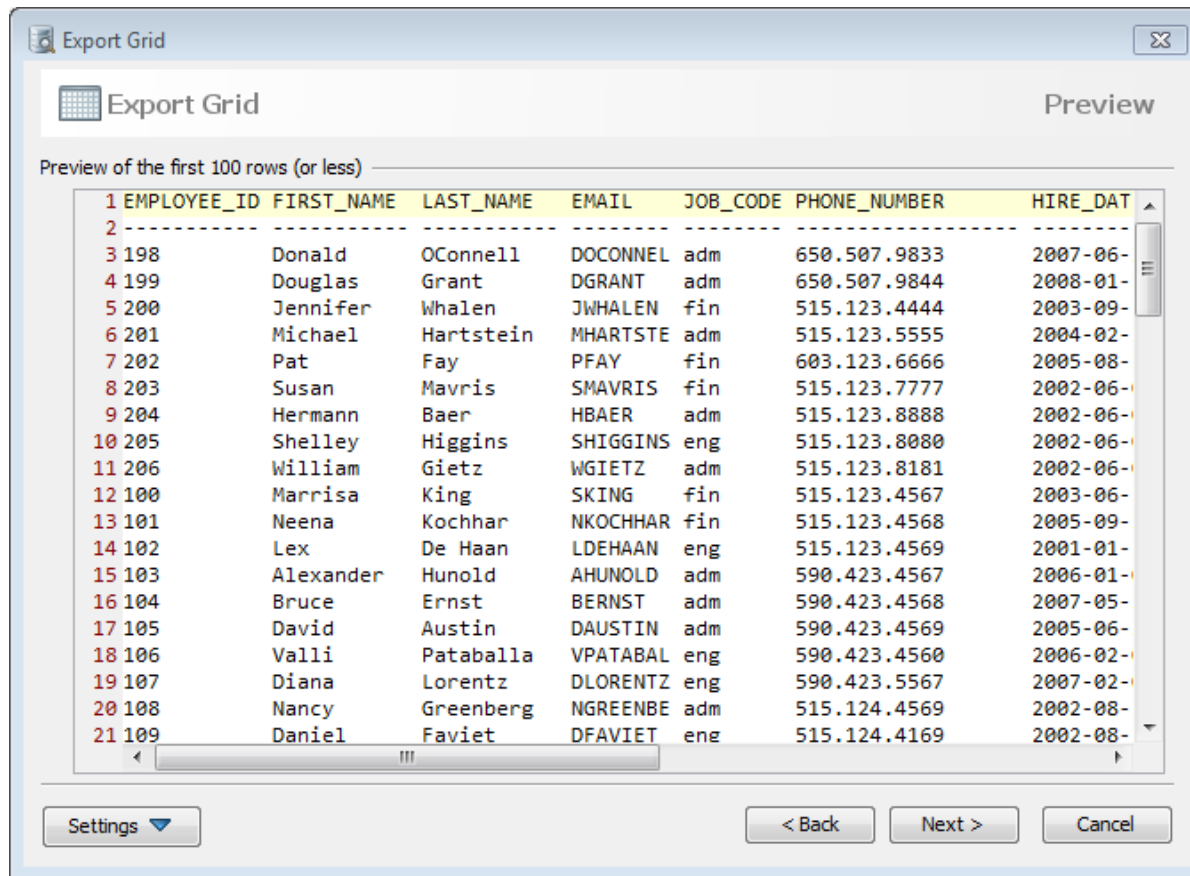 Export Grid
Export Grid Preview
Preview of the first 100 rows (or less)
1 EMPLOYEE_ID FIRST_NAME LAST_NAME EMAIL JOB_CODE PHONE_NUMBER HIRE_DAT
2 ----------- ----------- ----------- -------- -------- ----------------- --------
3 198 Donald OConnell DOCONNEL adm 650.507.9833 2007-06-
4 199 Douglas Grant DGRANT adm 650.507.9844 2008-01-
5 200 Jennifer Whalen JWHALEN fin 515.123.4444 2003-09-
6 201 Michael Hartstein MHARTSTE adm 515.123.5555 2004-02-
7 202 Pat Fay PFAY fin 603.123.6666 2005-08-
8 203 Susan Mavris SMAVRIS fin 515.123.7777 2002-06-
9 204 Hermann Baer HBAER adm 515.123.8888 2002-06-
10 205 Shelley Higgins SHIGGINS eng 515.123.8080 2002-06-
11 206 William Gietz WGIETZ adm 515.123.8181 2002-06-
12 100 Marrisa King SKING fin 515.123.4567 2003-06-
13 101 Neena Kochhar NKOCHHAR fin 515.123.4568 2005-09-
14 102 Lex De Haan LDEHAAN eng 515.123.4569 2001-01-
15 103 Alexander Hunold AHUNOLD adm 590.423.4567 2006-01-
16 104 Bruce Ernst BERNST adm 590.423.4568 2007-05-
17 105 David Austin DAUSTIN adm 590.423.4569 2005-06-
18 106 Valli Pataballa VPATABAL eng 590.423.4560 2006-02-
19 107 Diana Lorentz DLORENTZ eng 590.423.5567 2007-02-
20 108 Nancy Greenberg NGREENBE adm 515.124.4569 2002-08-
21 109 Daniel Faviet DFAVIET eng 515.124.4169 2002-08-
Settings < Back Next > Cancel